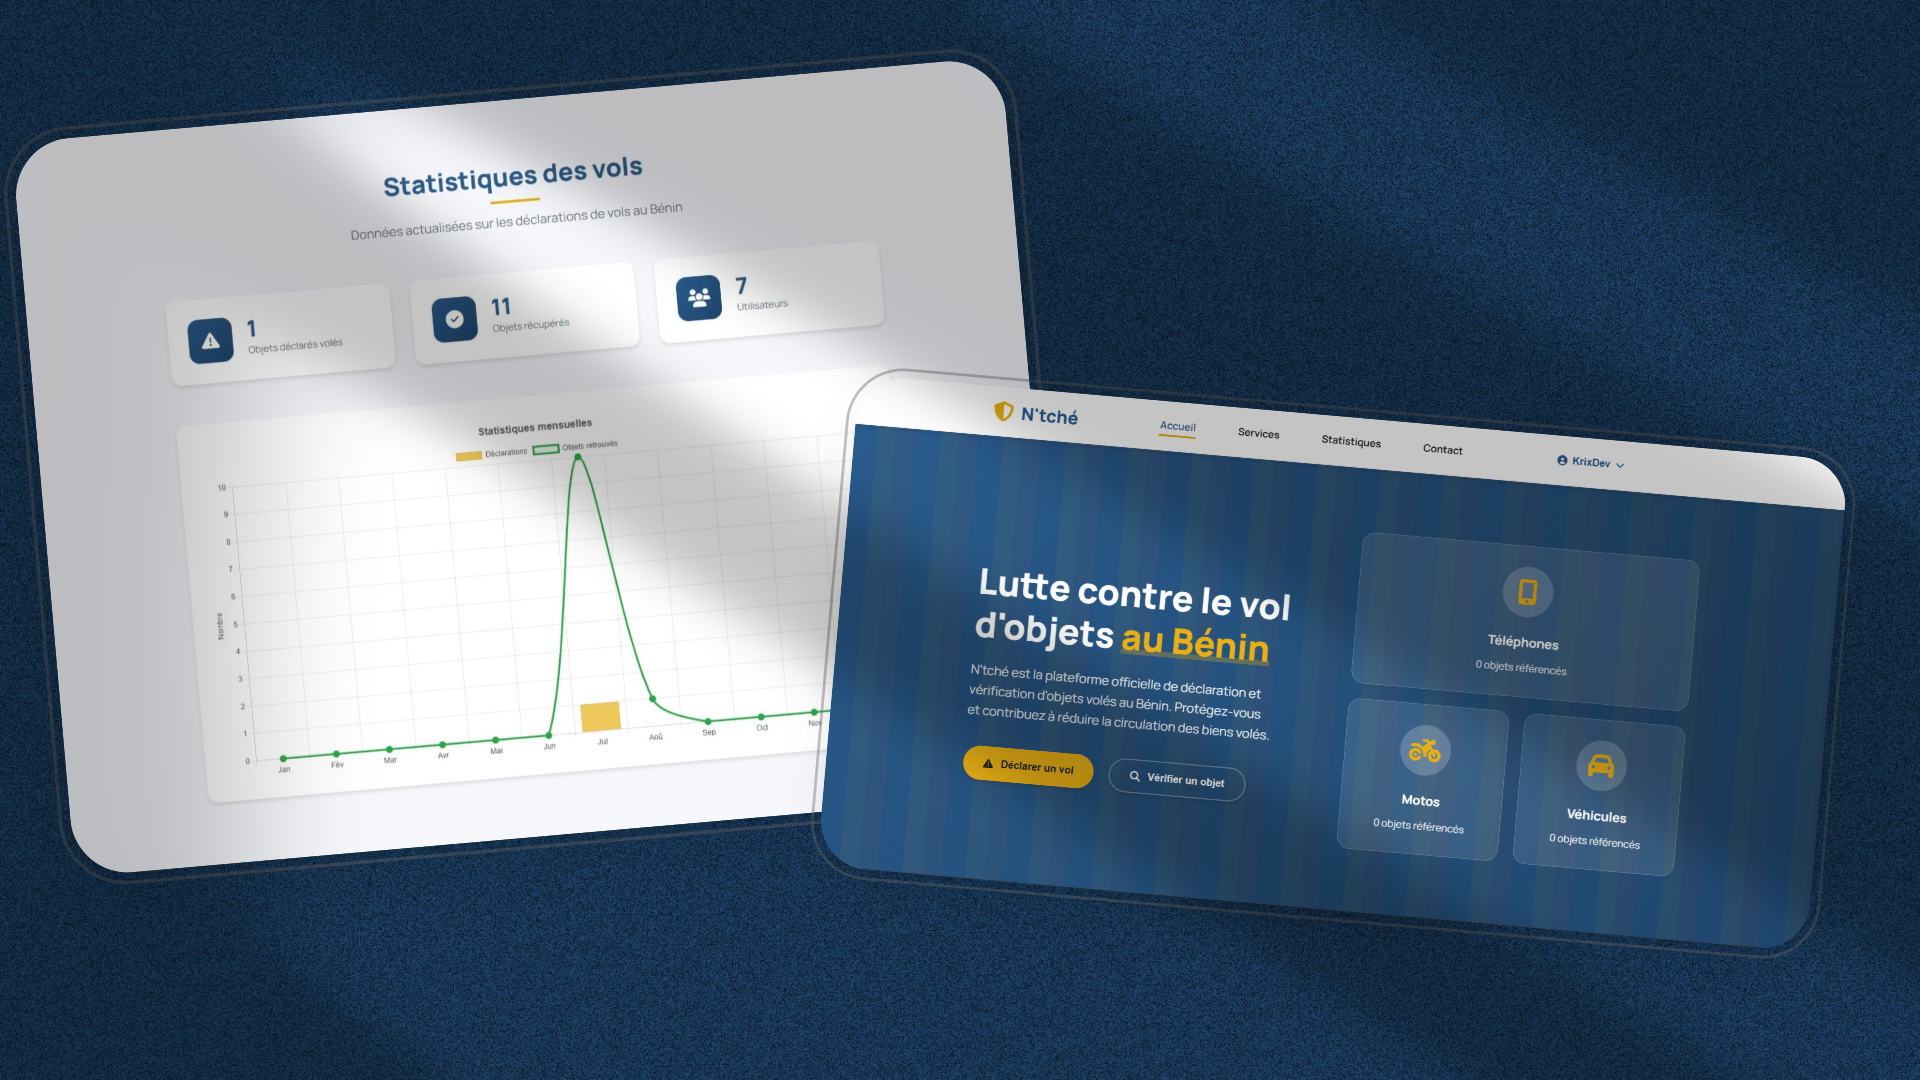 Statistiques des vols
Données actualisées sur les déclarations de vols au Bénin
1
Objets déclarés volés
11
Objets récupérés
7
Utilisateurs
Statistiques mensuelles
Déclarations
Objets retrouvés
10
9
8
7
6
5
4
3
2
1
0
Nombre
Jan
Fév
Mar
Avr
Mai
Jun
Jul
Aoû
Sep
Oct
Nov
N'tché
Accueil
Services
Statistiques
Contact
KrixDev
Lutte contre le vol
d'objets au Bénin
N'tché est la plateforme officielle de déclaration et
vérification d'objets volés au Bénin. Protégez-vous
et contribuez à réduire la circulation des biens volés.
Déclarer un vol
Vérifier un objet
Téléphones
0 objets référencés
Motos
0 objets référencés
Véhicules
0 objets référencés